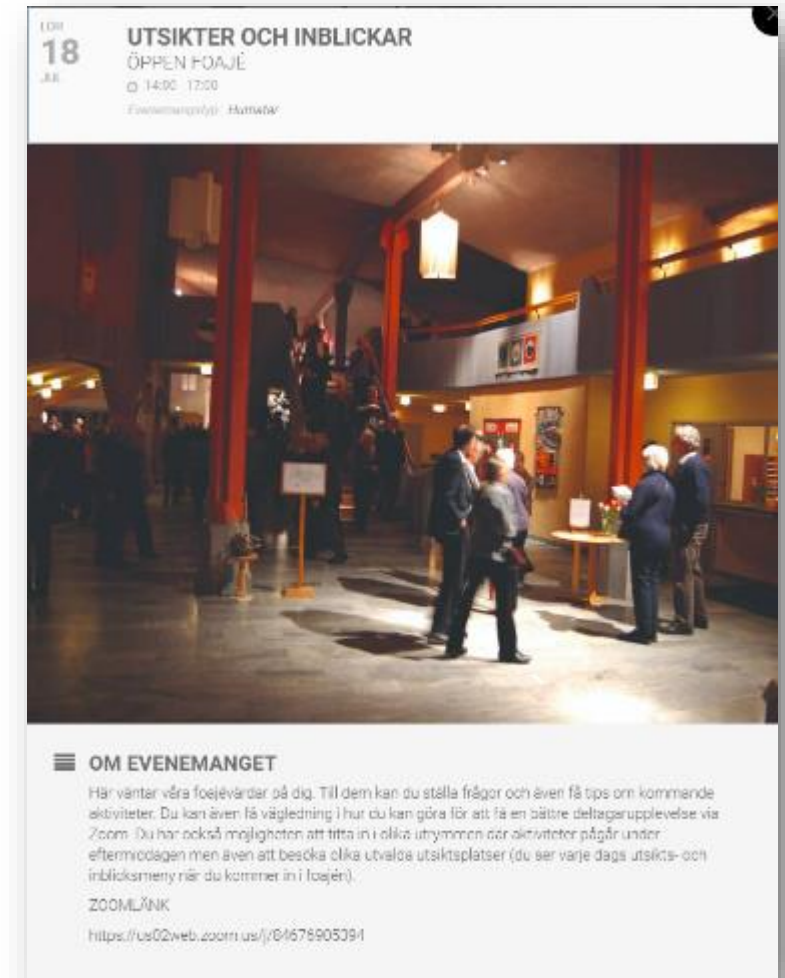 LÖR
18
JUL
UTSIKTER OCH INBLICKAR
ÖPPEN FOAJÉ
14:00 17:00
Evenemangstyp: Humatär
OM EVENEMANGET
Här väntar våra foajévärdar på dig. Till dem kan du ställa frågor och även få tips om kommande
aktiviteter. Du kan även få vägledning i hur du kan göra för att få en bättre deltagarupplevelse via
Zoom. Du har också möjligheten att titta in i olika utrymmen där aktiviteter pågår under
eftermiddagen men även att besöka olika utvalda utsiktsplatser (du ser varje dags utsikts- och
inblicksmeny när du kommer in i foajén).
ZOOMLÄNK
https://us02web.zoom.us/j/84676905394